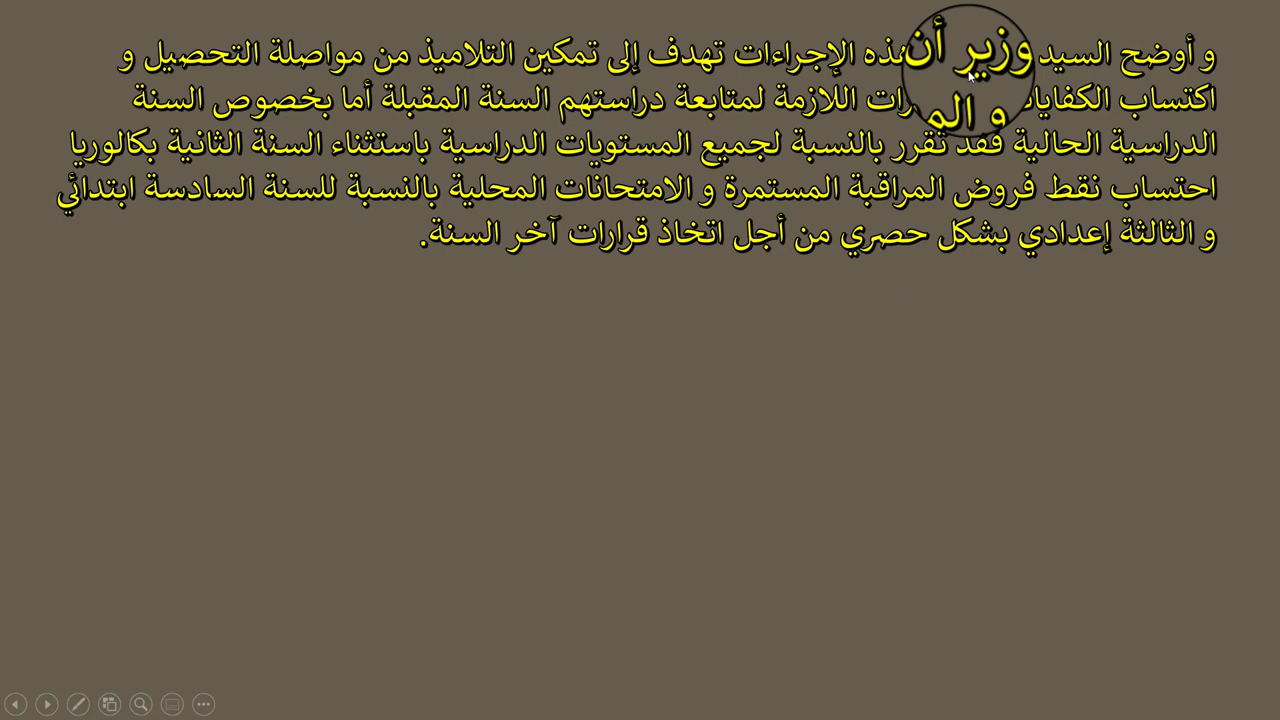 و أوضح السيد وزير أن هذه الإجراءات تهدف إلى تمكين التلاميذ من مواصلة التحصيل و
اكتساب الكفايات و المهارات اللازمة لمتابعة دراستهم السنة المقبلة أما بخصوص السنة
الدراسية الحالية فقد تقرر بالنسبة لجميع المستويات الدراسية باستثناء السنة الثانية بكالوريا
احتساب نقط فروض المراقبة المستمرة و الامتحانات المحلية بالنسبة للسنة السادسة ابتدائي
و الثالثة إعدادي بشكل حصري من أجل اتخاذ قرارات آخر السنة.